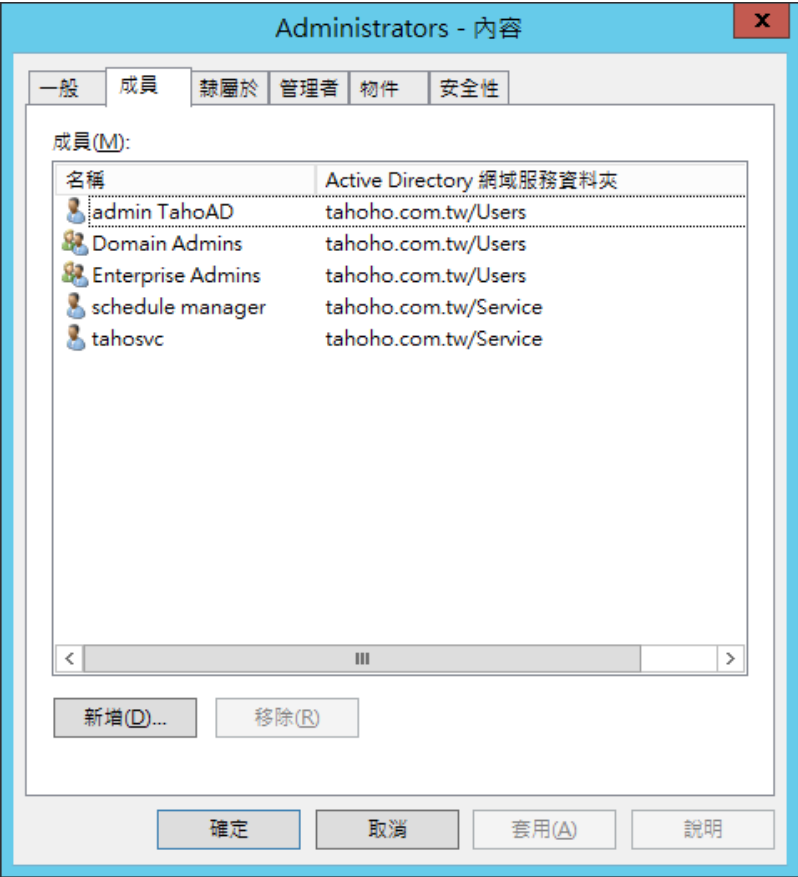 Administrators - 內容
x
一般 成員 隸屬於 管理者 物件 安全性
成員(M):
名稱 Active Directory 網域服務資料夾
admin TahoAD tahoho.com.tw/Users
Domain Admins tahoho.com.tw/Users
Enterprise Admins tahoho.com.tw/Users
schedule manager tahoho.com.tw/Service
tahosvc tahoho.com.tw/Service
新增(D)... 移除(R)
確定 取消 套用(A) 說明